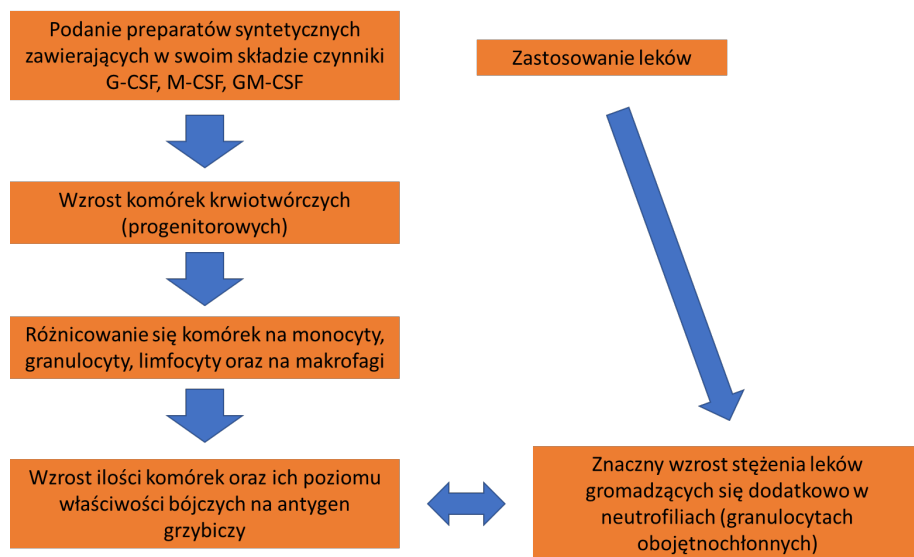 Podanie preparatów syntetycznych
zawierających w swoim składzie czynniki
G-CSF, M-CSF, GM-CSF
Zastosowanie leków
Wzrost komórek krwiotwórczych
(progenitorowych)
Różnicowanie się komórek na monocyty,
granulocyty, limfocyty oraz na makrofagi
Wzrost ilości komórek oraz ich poziomu
właściwości bójczych na antygen
grzybiczy
Znaczny wzrost stężenia leków
gromadzących się dodatkowo w
neutrofiliach (granulocytach
obojętnochłonnych)